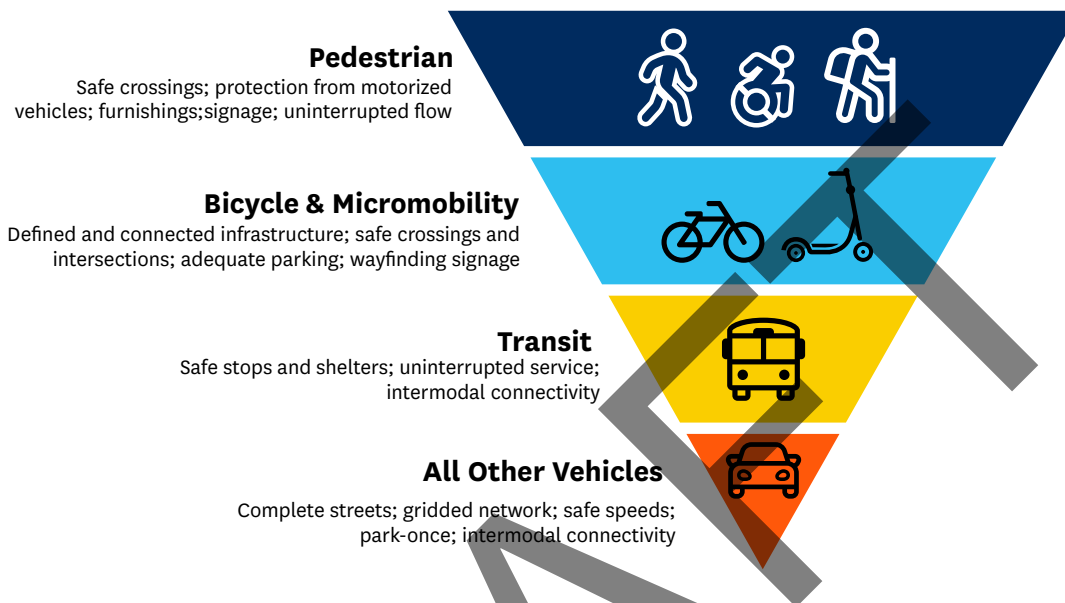 Pedestrian
Safe crossings; protection from motorized
vehicles; furnishings;signage; uninterrupted flow
Bicycle & Micromobility
Defined and connected infrastructure; safe crossings and
intersections; adequate parking; wayfinding signage
Transit
Safe stops and shelters; uninterrupted service;
intermodal connectivity
All Other Vehicles
Complete streets; gridded network; safe speeds;
park-once; intermodal connectivity